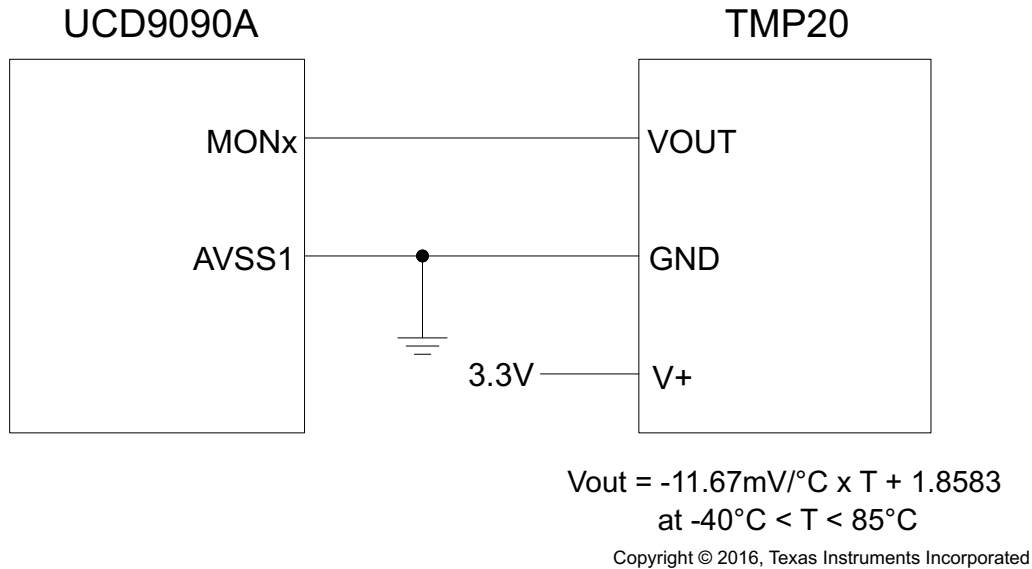 UCD9090A
TMP20
MONx
VOUT
AVSS1
GND
3.3V
V+
Vout = -11.67mV/°C x T + 1.8583
at -40°C < T < 85°C
Copyright © 2016, Texas Instruments Incorporated